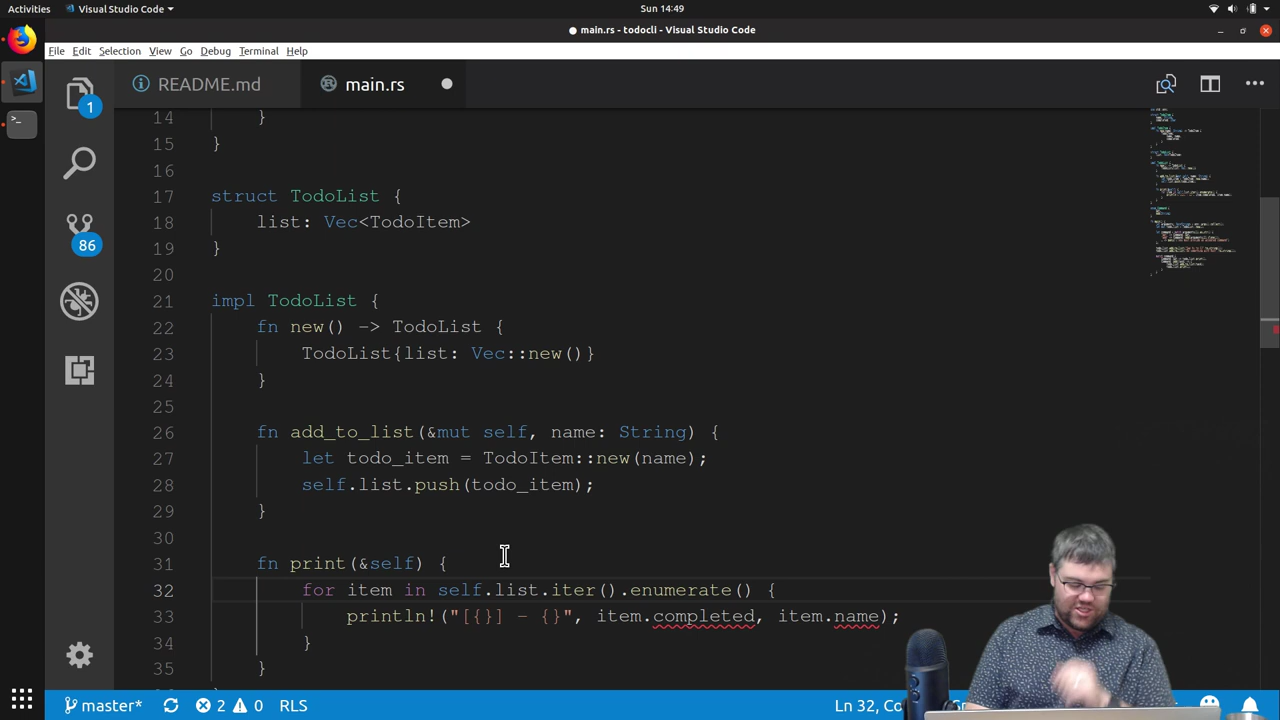 Activities
Visual Studio Code
Sun 14:49
● main.rs - todocli - Visual Studio Code
File Edit Selection View Go Debug Terminal Help
README.md
main.rs
1
86
14 }
15 }
16
17 struct TodoList {
18 list: Vec<TodoItem>
19 }
20
21 impl TodoList {
22 fn new() -> TodoList {
23 TodoList{list: Vec::new()}
24 }
25
26 fn add_to_list(&mut self, name: String) {
27 let todo_item = TodoItem::new(name);
28 self.list.push(todo_item);
29 }
30
31 fn print(&self) {
32 for item in self.list.iter().enumerate() {
33 println!("[{}] - {}", item.completed, item.name);
34 }
35 }
master* 2 0 RLS
Ln 32, Col